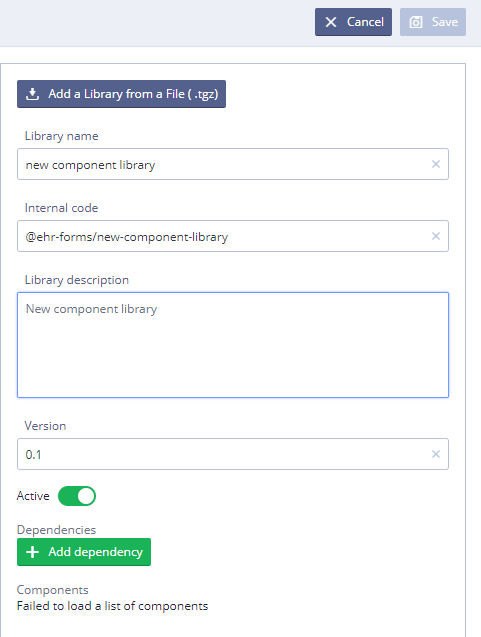 Cancel
Save
Add a Library from a File ( .tgz)
Library name
new component library
Internal code
@ehr-forms/new-component-library
Library description
New component library
Version
0.1
Active
Dependencies
Add dependency
Components
Failed to load a list of components